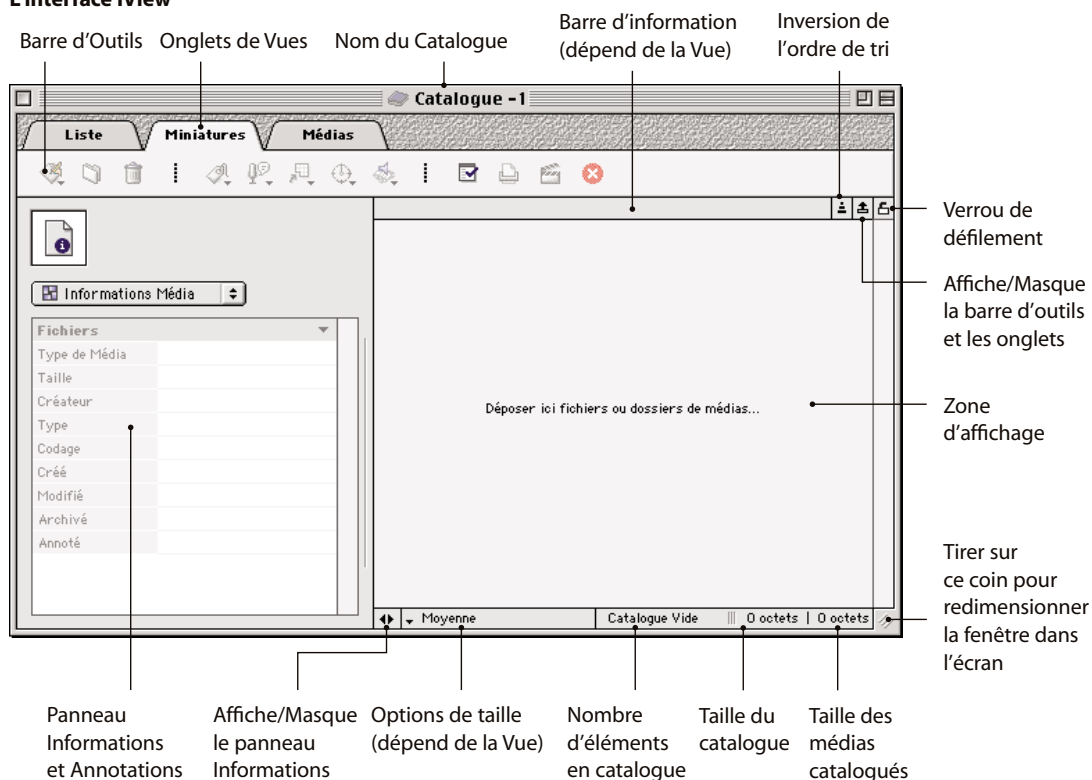 L'interface iView
Barre d'information
(dépend de la Vue)
Inversion de
l'ordre de tri
Barre d'Outils
Onglets de Vues
Nom du Catalogue
Catalogue -1
Liste
Miniatures
Médias
Verrou de
défilement
Affiche/Masque
la barre d'outils
et les onglets
Informations Média
Fichiers
Type de Média
Taille
Créateur
Type
Codage
Créé
Modifié
Archivé
Annoté
Déposer ici fichiers ou dossiers de médias...
Zone
d'affichage
Tirer sur
ce coin pour
redimensionner
la fenêtre dans
l'écran
Moyenne
Catalogue Vide
0 octets | 0 octets
Panneau
Informations
et Annotations
Affiche/Masque
le panneau
Informations
Options de taille
(dépend de la Vue)
Nombre
d'éléments
en catalogue
Taille du
catalogue
Taille des
médias
catalogués